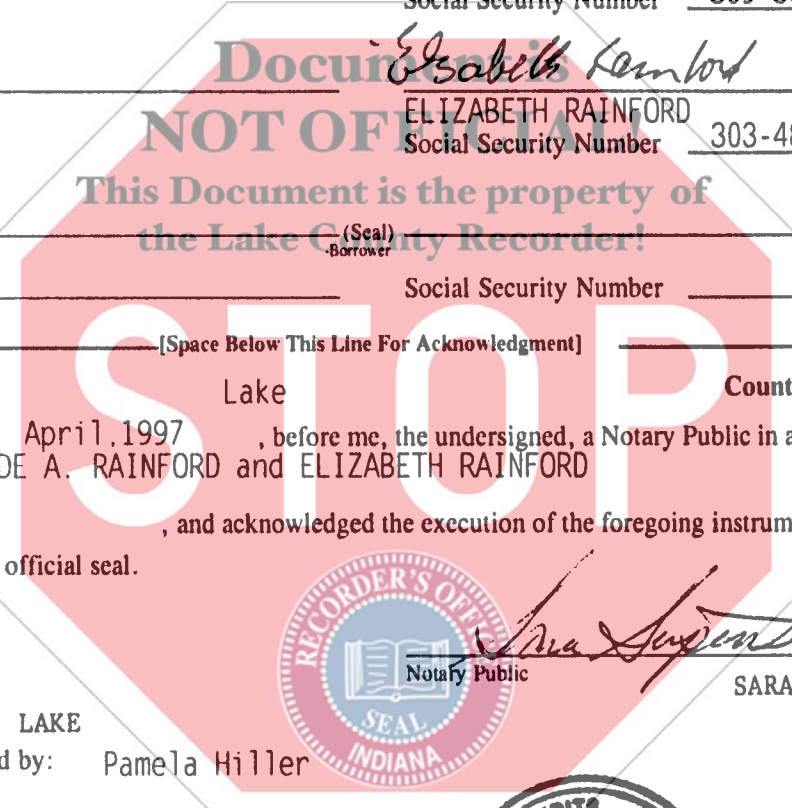 Social Security Number
Elizabeth Rainford
ELIZABETH RAINFORD
Social Security Number 303-48
Document is
NOT OFFICIAL!
This Document is the property of
the Lake County Recorder!
(Seal)
-Borrower
Social Security Number
[Space Below This Line For Acknowledgment]
Lake Count
April,1997 , before me, the undersigned, a Notary Public in a
DE A. RAINFORD and ELIZABETH RAINFORD
STOP
, and acknowledged the execution of the foregoing instrum
official seal.
RECORDER'S OFFICE
SEAL
INDIANA
Notary Public
SARA
LAKE
d by: Pamela Hiller